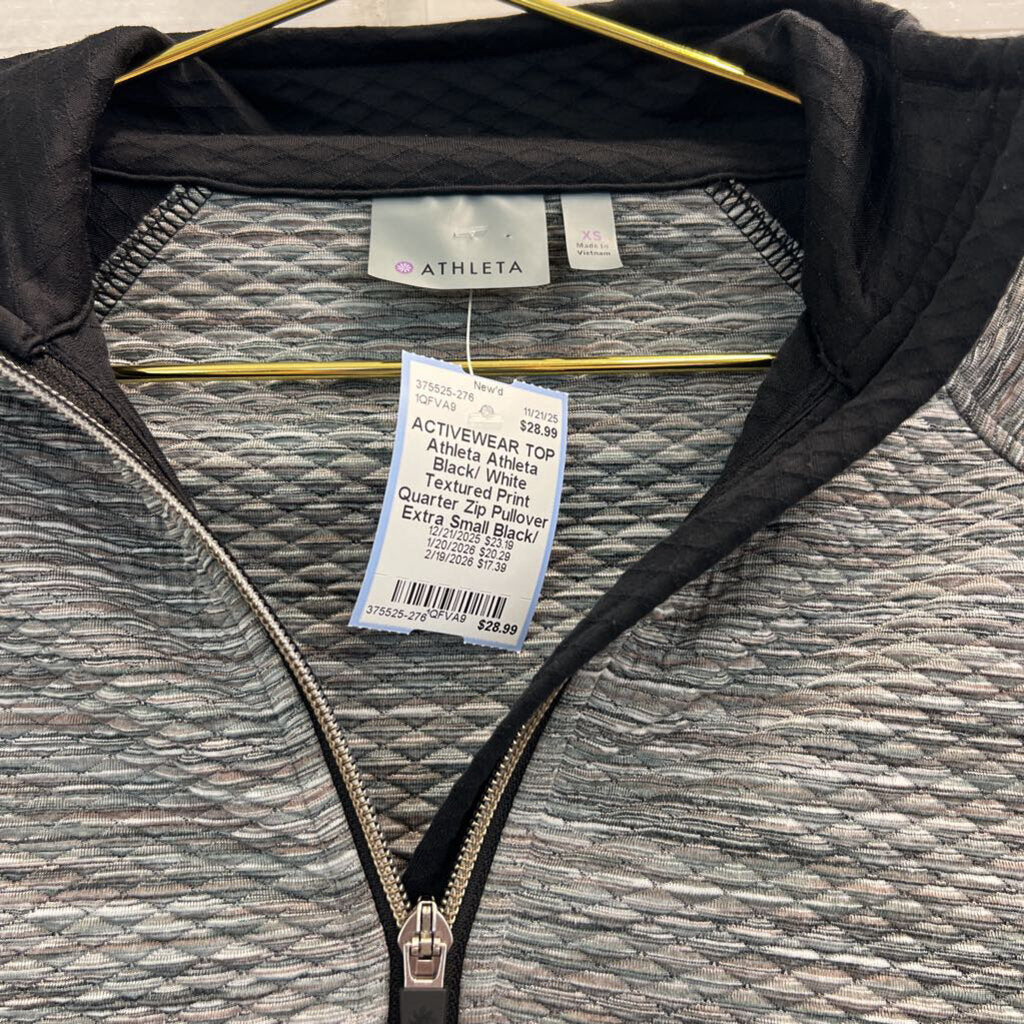 ATHLETA
XS
Made in
Vietnam
New'd
375525-276
1QFVA9
11/21/25
$28.99
ACTIVEWEAR TOP
Athleta Athleta
Black/ White
Textured Print
Quarter Zip Pullover
Extra Small Black/
12/21/2025 $23.19
1/20/2026 $20.29
2/19/2026 $17.39
375525-276 1QFVA9
$28.99